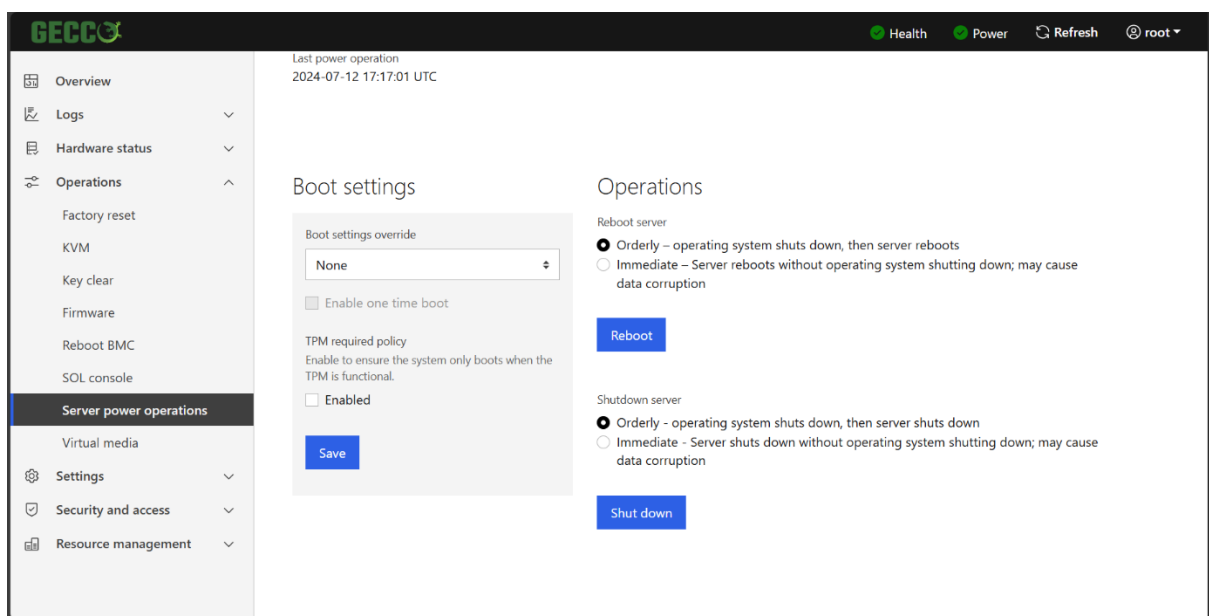 GECCO
Health
Power
Refresh
root
Overview
Logs
Hardware status
Operations
Factory reset
KVM
Key clear
Firmware
Reboot BMC
SOL console
Server power operations
Virtual media
Settings
Security and access
Resource management
Last power operation
2024-07-12 17:17:01 UTC
Boot settings
Boot settings override
None
Enable one time boot
TPM required policy
Enable to ensure the system only boots when the
TPM is functional.
Enabled
Save
Operations
Reboot server
Orderly – operating system shuts down, then server reboots
Immediate – Server reboots without operating system shutting down; may cause
data corruption
Reboot
Shutdown server
Orderly - operating system shuts down, then server shuts down
Immediate - Server shuts down without operating system shutting down; may cause
data corruption
Shut down